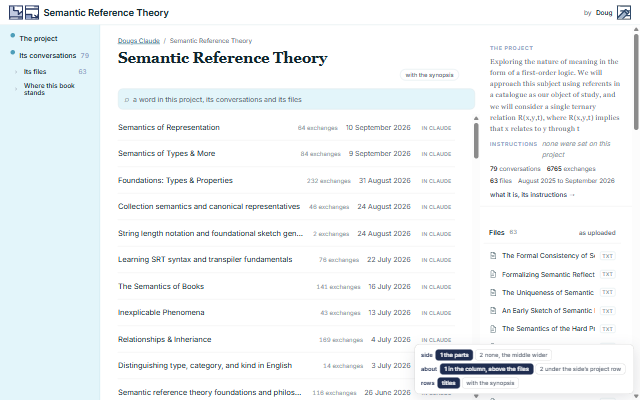 Semantic Reference Theory
by Doug
The project
Its conversations 79
Its files 63
Where this book stands
Dougs Claude / Semantic Reference Theory
Semantic Reference Theory
with the synopsis
a word in this project, its conversations and its files
Semantics of Representation 64 exchanges 10 September 2026 IN CLAUDE
Semantics of Types & More 84 exchanges 9 September 2026 IN CLAUDE
Foundations: Types & Properties 232 exchanges 31 August 2026 IN CLAUDE
Collection semantics and canonical representatives 46 exchanges 24 August 2026 IN CLAUDE
String length notation and foundational sketch gen... 2 exchanges 24 August 2026 IN CLAUDE
Learning SRT syntax and transpiler fundamentals 76 exchanges 22 July 2026 IN CLAUDE
The Semantics of Books 141 exchanges 16 July 2026 IN CLAUDE
Inexplicable Phenomena 43 exchanges 13 July 2026 IN CLAUDE
Relationships & Inheriance 169 exchanges 4 July 2026 IN CLAUDE
Distinguishing type, category, and kind in English 14 exchanges 3 July 2026
Semantic reference theory foundations and philos... 116 exchanges 26 June 2026
THE PROJECT
Exploring the nature of meaning in the
form of a first-order logic. We will
approach this subject using referents in
a catalogue as our object of study, and
we will consider a single ternary
relation R(x,y,t), where R(x,y,t) implies
that x relates to y through t
INSTRUCTIONS none were set on this project
79 conversations 6765 exchanges
63 files August 2025 to September 2026
what it is, its instructions →
Files 63 as uploaded
The Formal Consistency of Se TXT
Formalizing Semantic Reflect TXT
The Uniqueness of Semantic TXT
An Early Sketch of Semantic TXT
The Semantics of the Hard Pr TXT
side 1 the parts 2 none, the middle wider
about 1 in the column, above the files 2 under the side's project row
rows titles with the synopsis